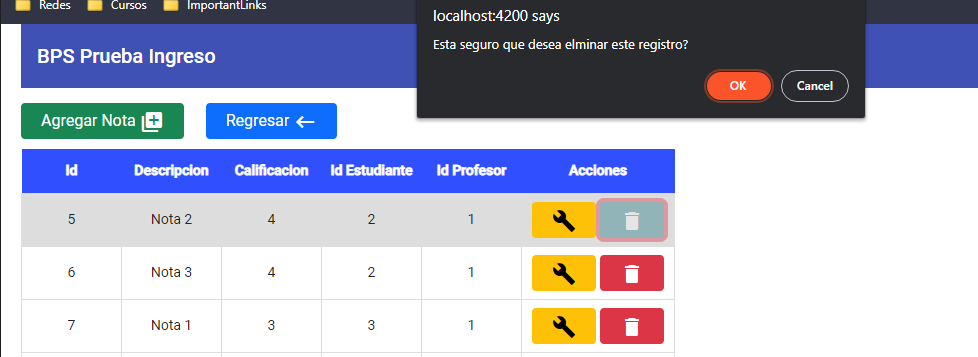 Redes Cursos ImportantLinks
localhost:4200 says
Esta seguro que desea elminar este registro?
OK Cancel
BPS Prueba Ingreso
Agregar Nota Regresar
Id Descripcion Calificacion Id Estudiante Id Profesor Acciones
5 Nota 2 4 2 1
6 Nota 3 4 2 1
7 Nota 1 3 3 1